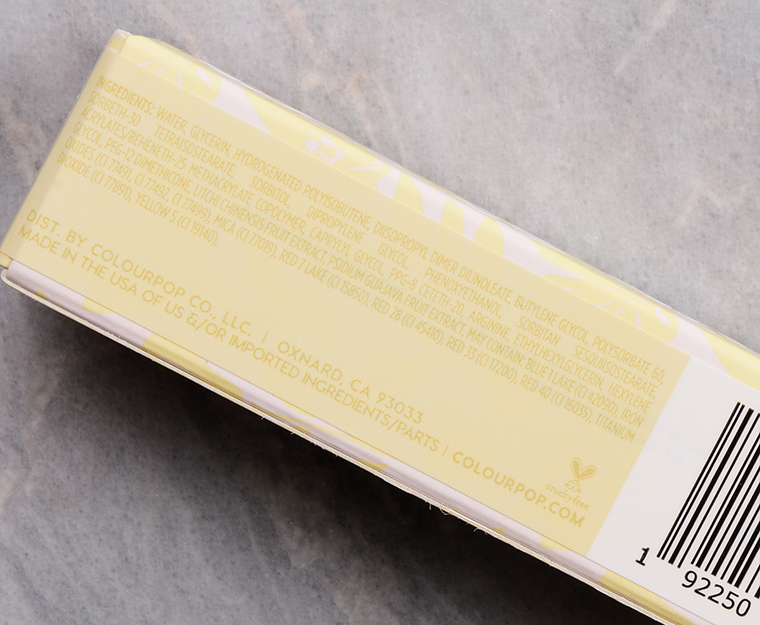 INGREDIENTS: WATER, GLYCERIN, HYDROGENATED POLYISOBUTENE, DIISOPROPYL DIMER DILINOLEATE, BUTYLENE GLYCOL, POLYSORBATE 60,
SORBETH-30 TETRAISOSTEARATE, SORBITOL, DIPROPYLENE GLYCOL, PHENOXYETHANOL, SORBITAN SESQUIISOSTEARATE,
ACRYLATES/BEHENETH-25 METHACRYLATE COPOLYMER, CAPRYLYL GLYCOL, PPG-8 CETETH-20, ARGININE, ETHYLHEXYLGLYCERIN, HEXYLENE
GLYCOL, PEG-12 DIMETHICONE, LITCHI CHINENSIS FRUIT EXTRACT, PSIDIUM GUAJAVA FRUIT EXTRACT. MAY CONTAIN: BLUE 1 LAKE (CI 42090), IRON
OXIDES (CI 77491, CI 77492, CI 77499), MICA (CI 77019), RED 7 LAKE (CI 15850), RED 28 (CI 45410), RED 33 (CI 17200), RED 40 (CI 16035), TITANIUM
DIOXIDE (CI 77891), YELLOW 5 (CI 19140).
DIST. BY COLOURPOP CO., LLC. | OXNARD, CA 93033
MADE IN THE USA OF US &/OR IMPORTED INGREDIENTS/PARTS | COLOURPOP.COM
crueltyfree
1 92250